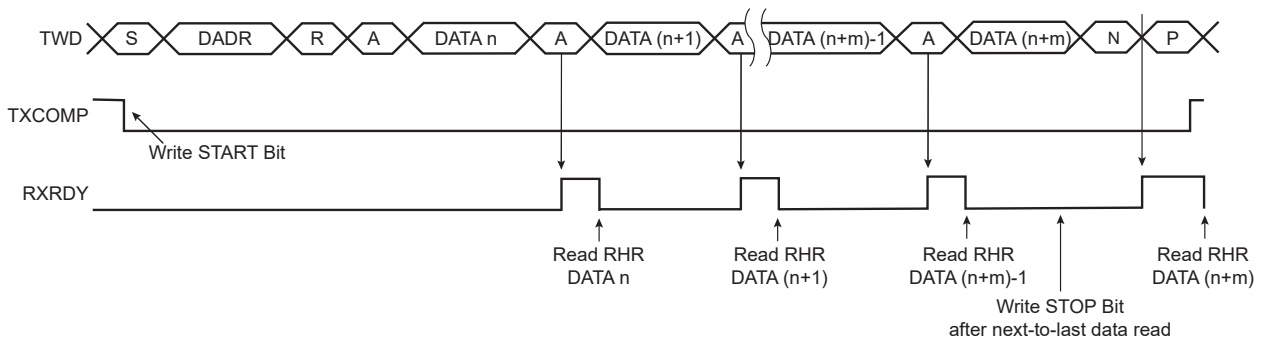 TWD S DADR R A DATA n A DATA (n+1) A DATA (n+m)-1 A DATA (n+m) N P
TXCOMP
Write START Bit
RXRDY
Read RHR Read RHR Read RHR Read RHR
DATA n DATA (n+1) DATA (n+m)-1 DATA (n+m)
Write STOP Bit
after next-to-last data read